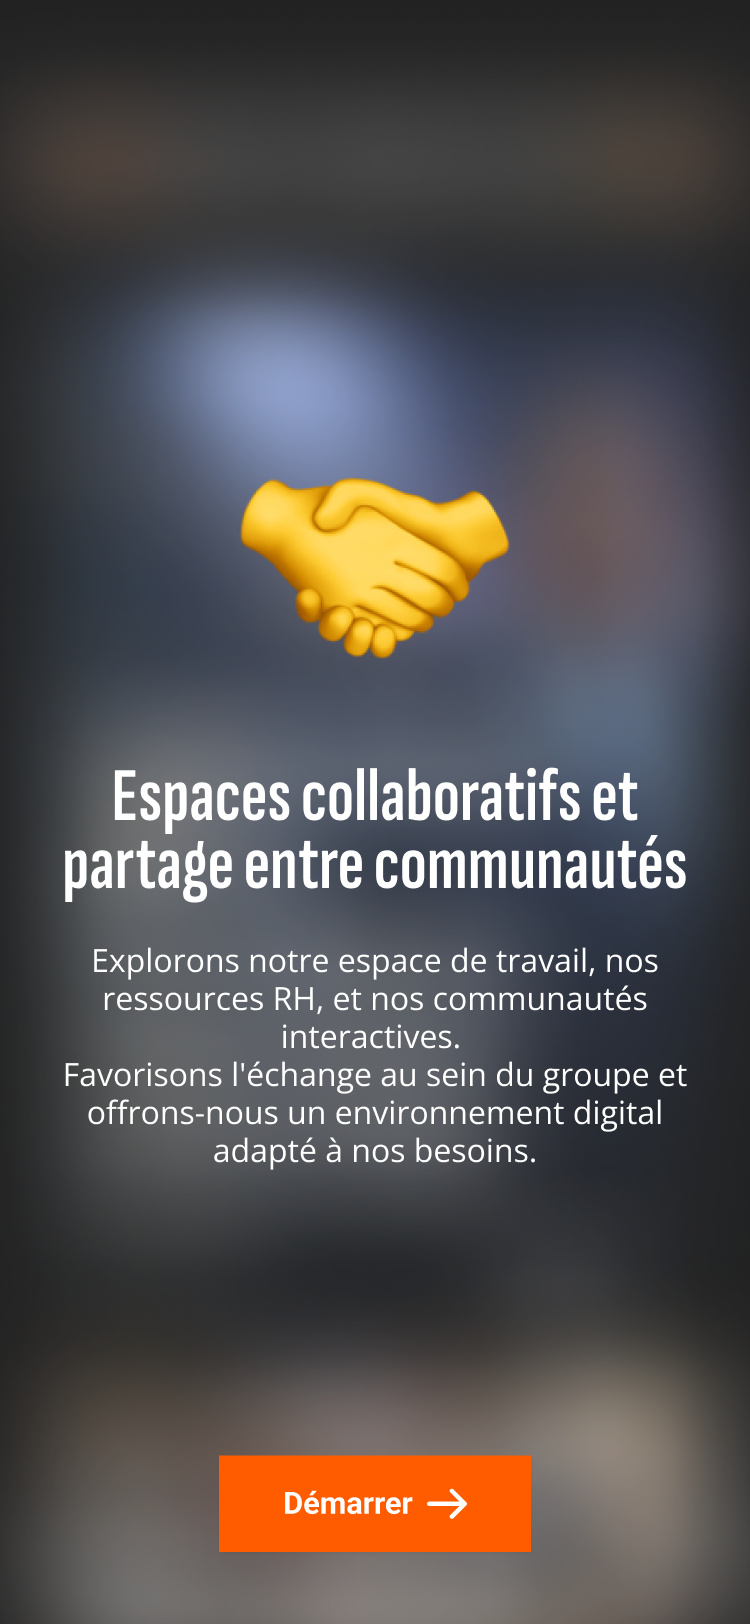 Espaces collaboratifs et
partage entre communautés
Explorons notre espace de travail, nos
ressources RH, et nos communautés
interactives.
Favorisons l'échange au sein du groupe et
offrons-nous un environnement digital
adapté à nos besoins.
Démarrer